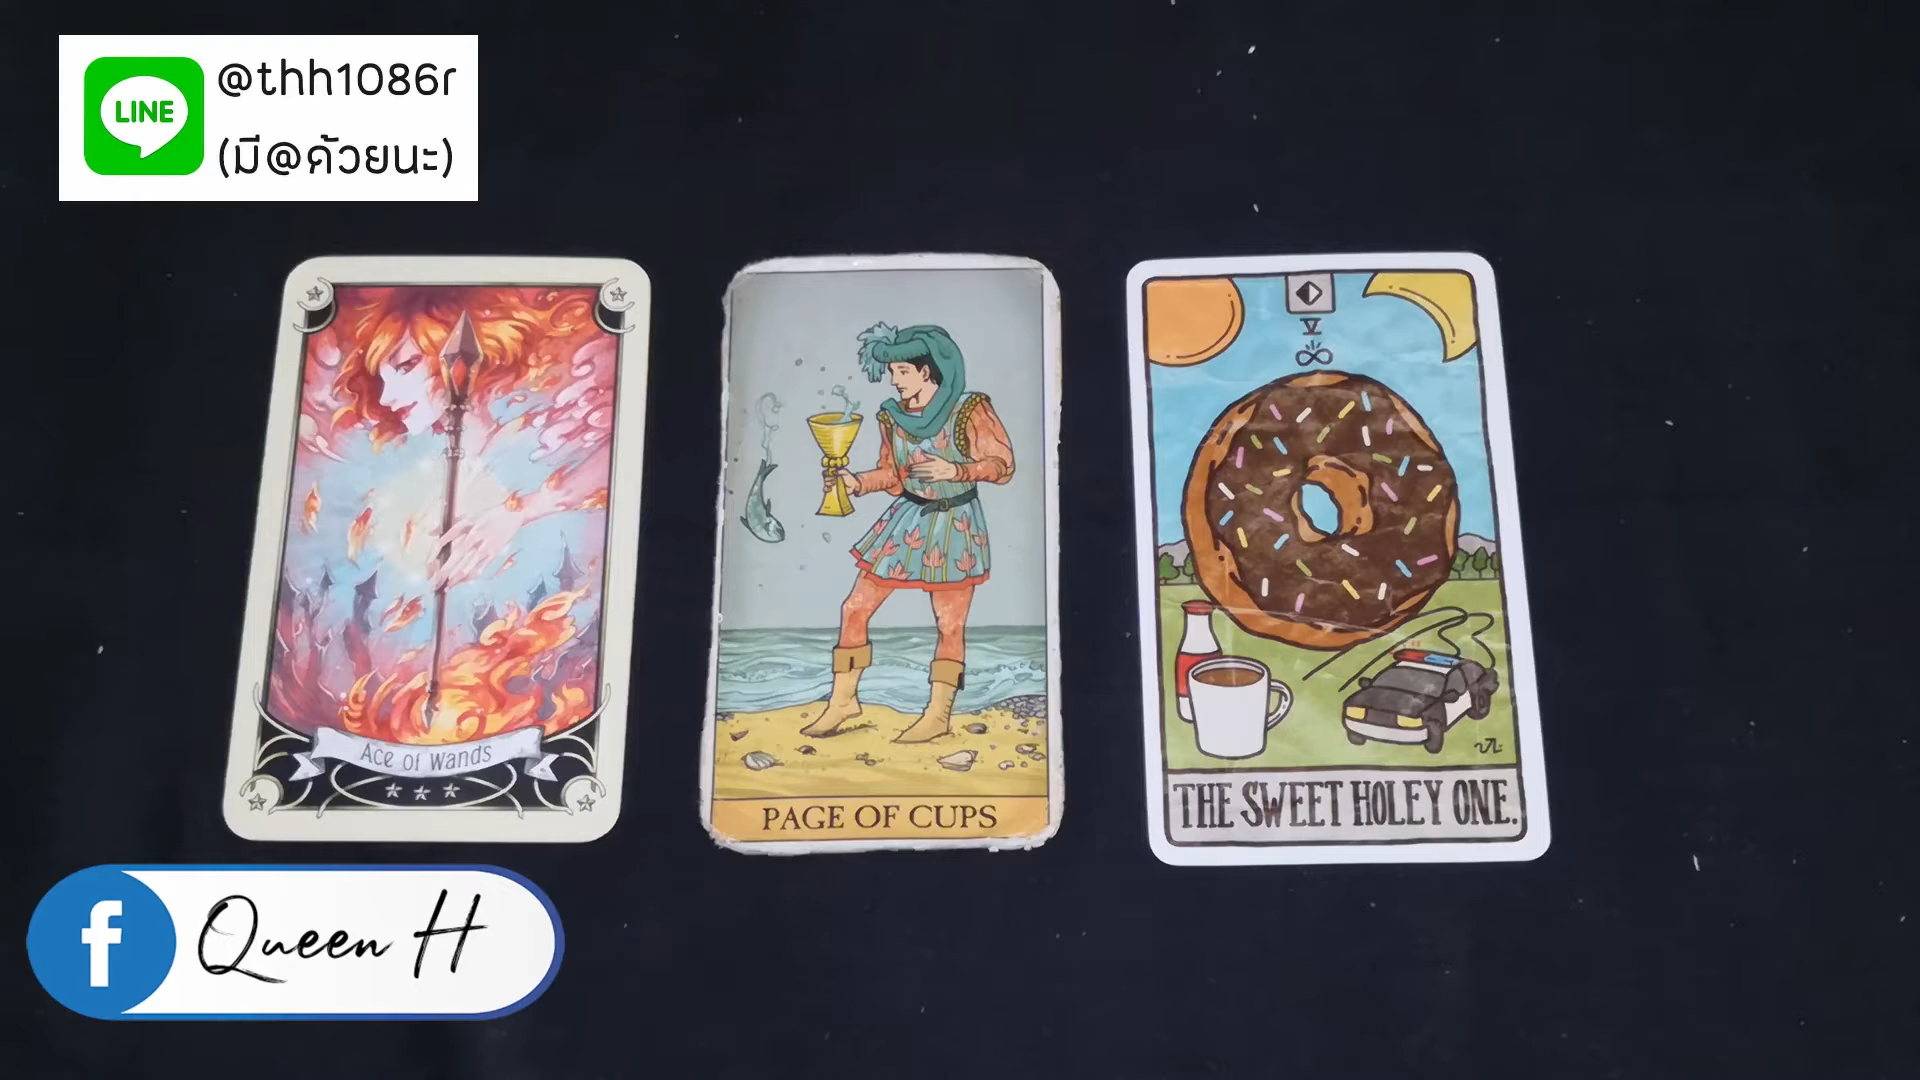 LINE
@thh1086r
(มี@ด้วยนะ)
Ace of Wands
PAGE OF CUPS
V
THE SWEET HOLEY ONE.
f
Queen H